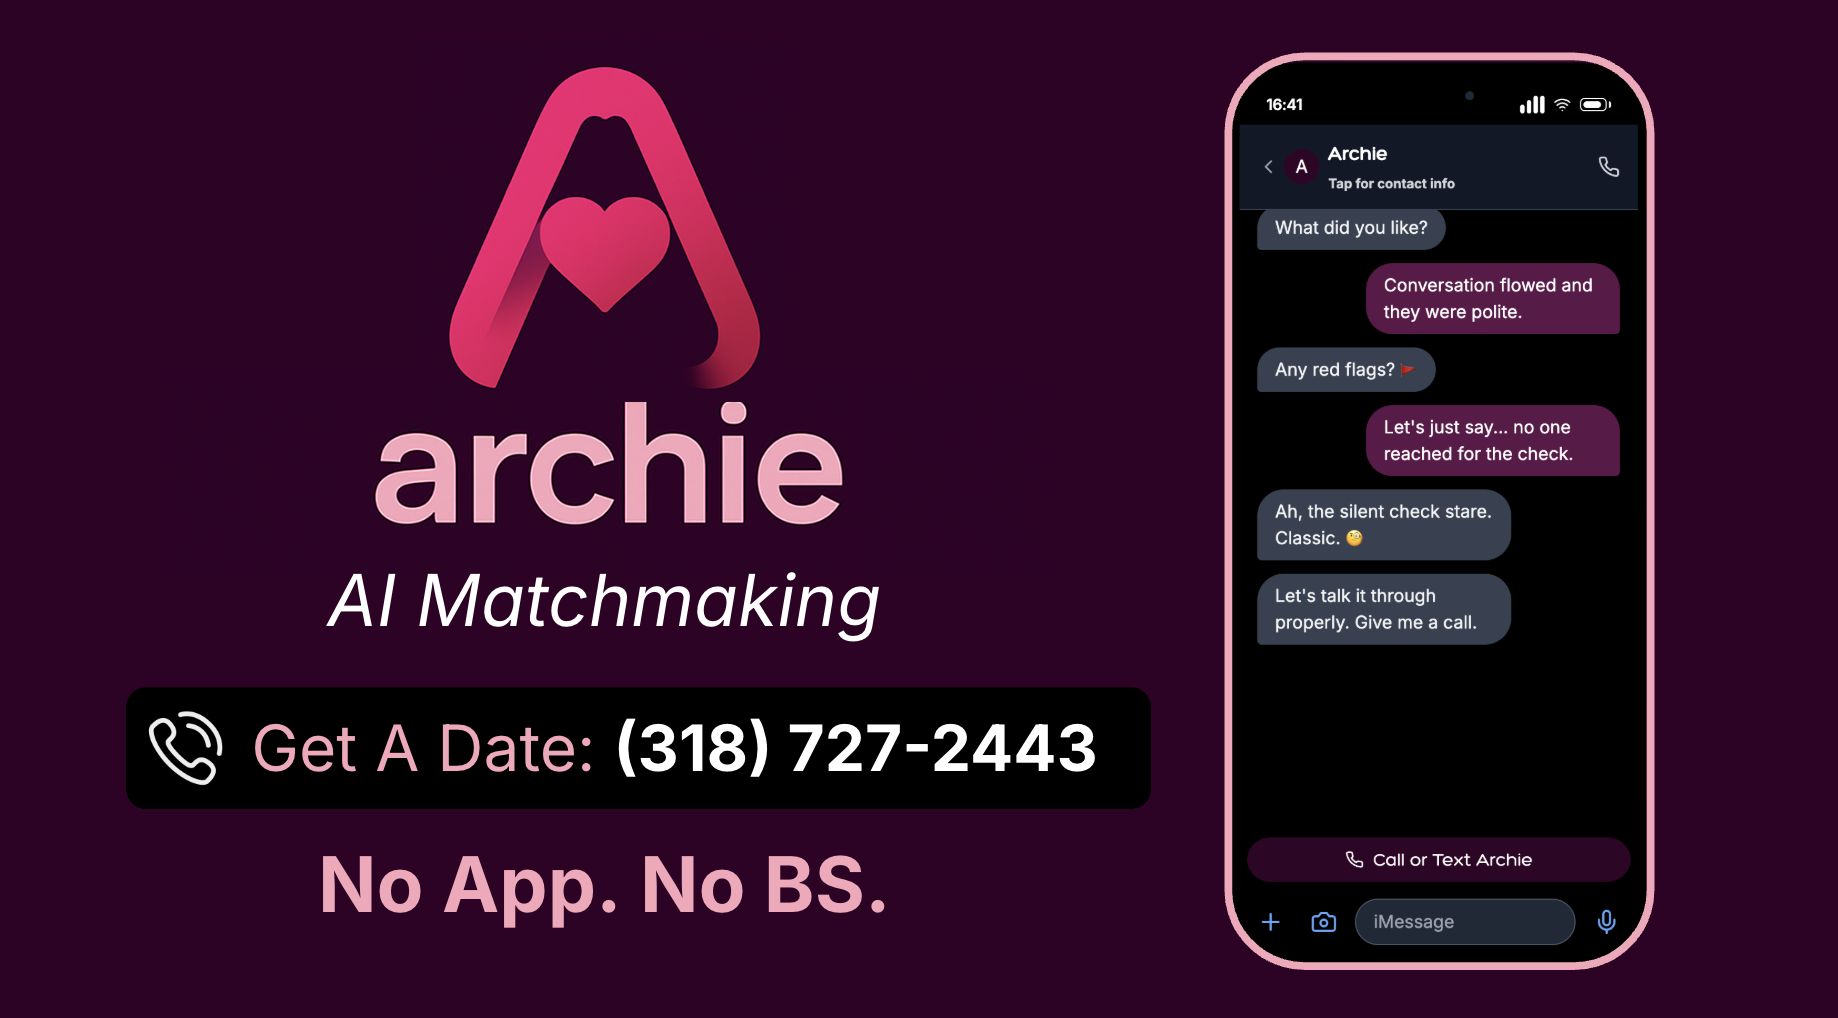 archie
AI Matchmaking
Get A Date: (318) 727-2443
No App. No BS.
16:41
A
Archie
Tap for contact info
What did you like?
Conversation flowed and
they were polite.
Any red flags? 🚩
Let's just say... no one
reached for the check.
Ah, the silent check stare.
Classic. 🧐
Let's talk it through
properly. Give me a call.
Call or Text Archie
iMessage